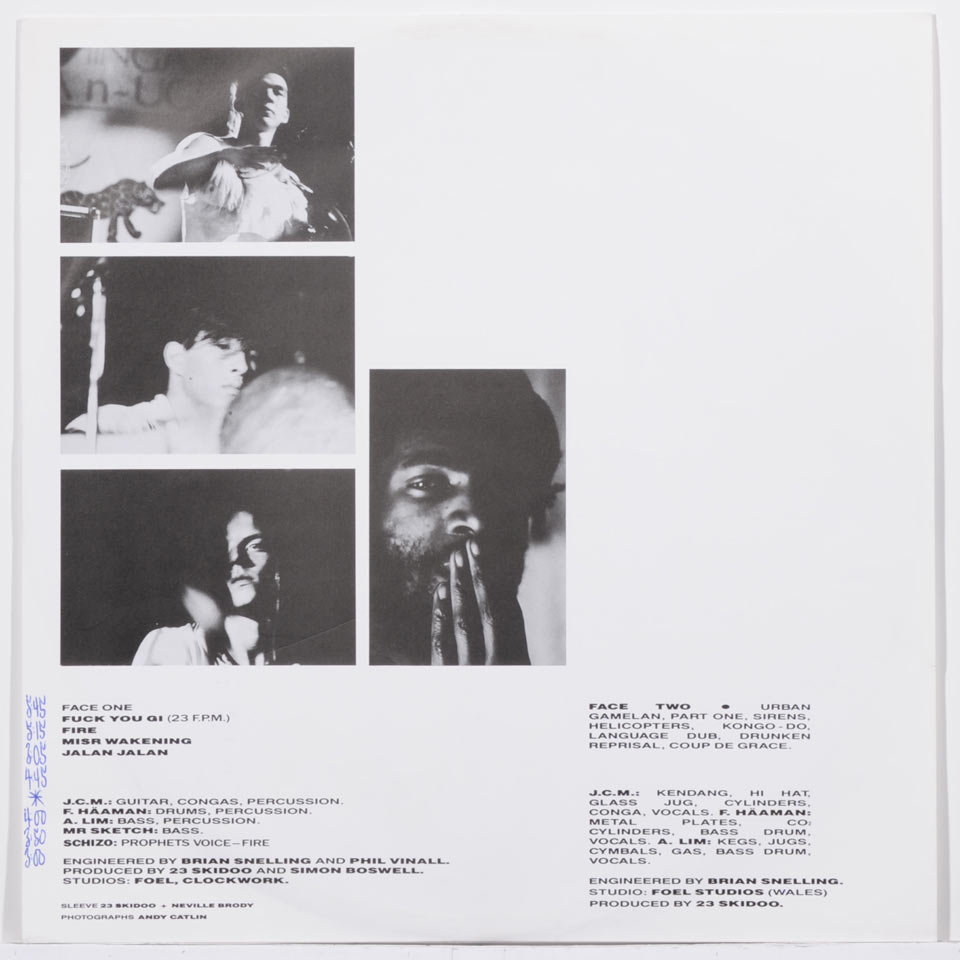 FACE ONE
FUCK YOU GI (23 F.P.M.)
FIRE
MISR WAKENING
JALAN JALAN
J.C.M.: GUITAR, CONGAS, PERCUSSION.
F. HÄAMAN: DRUMS, PERCUSSION.
A. LIM: BASS, PERCUSSION.
MR SKETCH: BASS.
SCHIZO: PROPHETS VOICE–FIRE
ENGINEERED BY BRIAN SNELLING AND PHIL VINALL.
PRODUCED BY 23 SKIDOO AND SIMON BOSWELL.
STUDIOS: FOEL, CLOCKWORK.
SLEEVE 23 SKIDOO + NEVILLE BRODY
PHOTOGRAPHS ANDY CATLIN
FACE TWO ● URBAN
GAMELAN, PART ONE, SIRENS,
HELICOPTERS, KONGO-DO,
LANGUAGE DUB, DRUNKEN
REPRISAL, COUP DE GRACE.
J.C.M.: KENDANG, HI HAT,
GLASS JUG, CYLINDERS,
CONGA, VOCALS. F. HÄAMAN:
METAL PLATES, CO2
CYLINDERS, BASS DRUM,
VOCALS. A. LIM: KEGS, JUGS,
CYMBALS, GAS, BASS DRUM,
VOCALS.
ENGINEERED BY BRIAN SNELLING.
STUDIO: FOEL STUDIOS (WALES)
PRODUCED BY 23 SKIDOO.